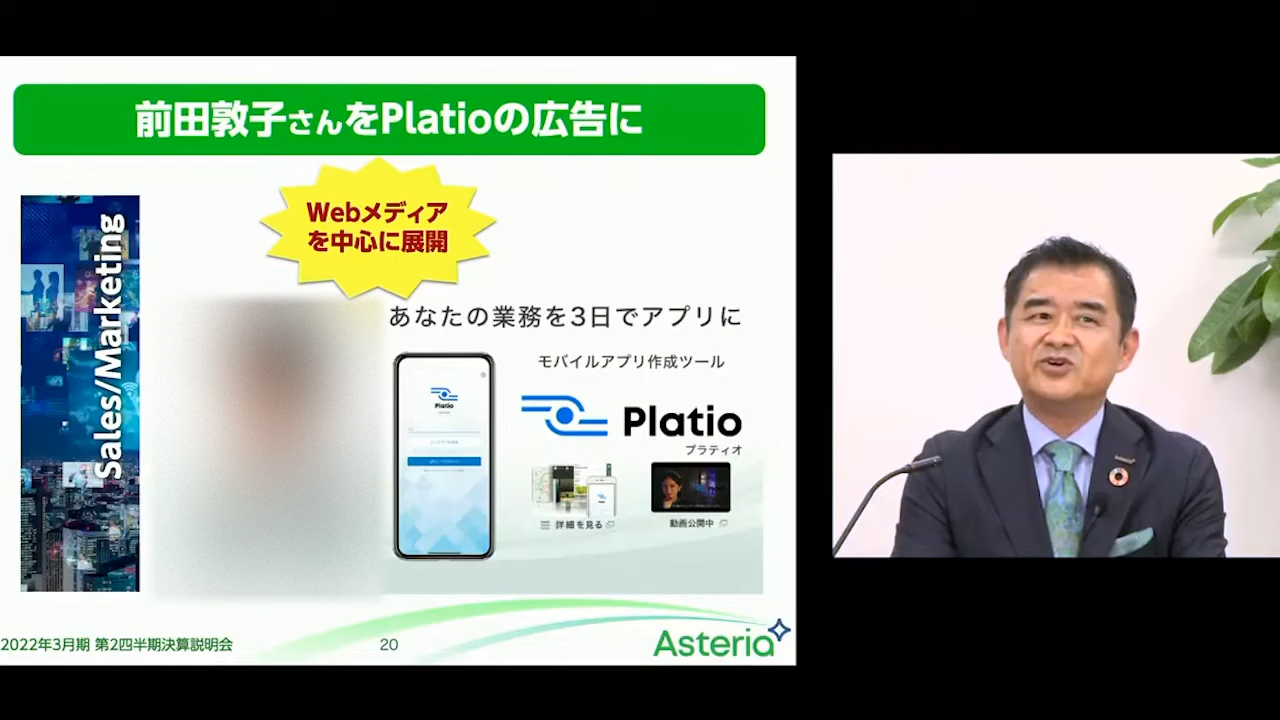 前田敦子さんをPlatioの広告に
Webメディア
を中心に展開
Sales/Marketing
あなたの業務を3日でアプリに
モバイルアプリ作成ツール
Platio
Platio
プラティオ
詳細を見る
動画公開中
2022年3月期 第2四半期決算説明会
20
Asteria